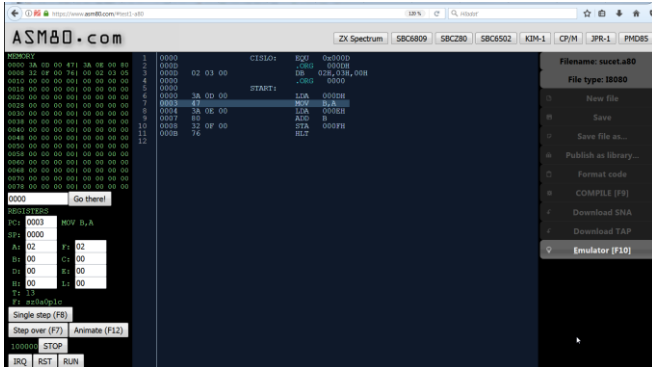 https://www.asm80.com/#test1-a80
120%
Hledat
ASM80.com
ZX Spectrum SBC6809 SBCZ80 SBC6502 KIM-1 CP/M JPR-1 PMD85
MEMORY
0000 3A 0D 00 47| 3A 0E 00 80
0008 32 0F 00 76| 00 02 03 05
0010 00 00 00 00| 00 00 00 00
0018 00 00 00 00| 00 00 00 00
0020 00 00 00 00| 00 00 00 00
0028 00 00 00 00| 00 00 00 00
0030 00 00 00 00| 00 00 00 00
0038 00 00 00 00| 00 00 00 00
0040 00 00 00 00| 00 00 00 00
0048 00 00 00 00| 00 00 00 00
0050 00 00 00 00| 00 00 00 00
0058 00 00 00 00| 00 00 00 00
0060 00 00 00 00| 00 00 00 00
0068 00 00 00 00| 00 00 00 00
0070 00 00 00 00| 00 00 00 00
0078 00 00 00 00| 00 00 00 00
0000 Go there!
REGISTERS
PC: 0003 MOV B,A
SP: 0000
A: 02 F: 02
B: 00 C: 00
D: 00 E: 00
H: 00 L: 00
T: 13
F: sz0a0p1c
Single step (F8)
Step over (F7) Animate (F12)
100000 STOP
IRQ RST RUN
1 0000 CISLO: EQU 0x000D
2 000D .ORG 000DH
3 000D 02 03 00 DB 02H,03H,00H
4 0000 .ORG 0000
5 0000 START:
6 0000 3A 0D 00 LDA 000DH
7 0003 47 MOV B,A
8 0004 3A 0E 00 LDA 000EH
9 0007 80 ADD B
10 0008 32 0F 00 STA 000FH
11 000B 76 HLT
12
Filename: sucet.a80
File type: I8080
New file
Save
Save file as...
Publish as library...
Format code
COMPILE [F9]
Download SNA
Download TAP
Emulator [F10]